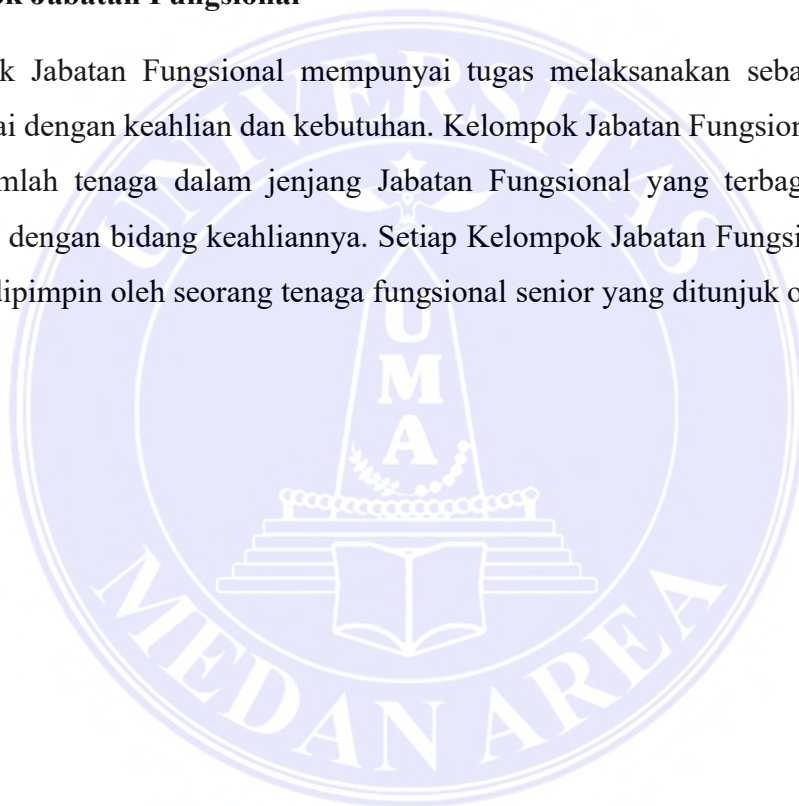 k Jabatan Fungsional
k Jabatan Fungsional mempunyai tugas melaksanakan seba
ai dengan keahlian dan kebutuhan. Kelompok Jabatan Fungsion
mlah tenaga dalam jenjang Jabatan Fungsional yang terbag
dengan bidang keahliannya. Setiap Kelompok Jabatan Fungsi
dipimpin oleh seorang tenaga fungsional senior yang ditunjuk o
UNIVERSITAS
UMA
MEDAN AREA